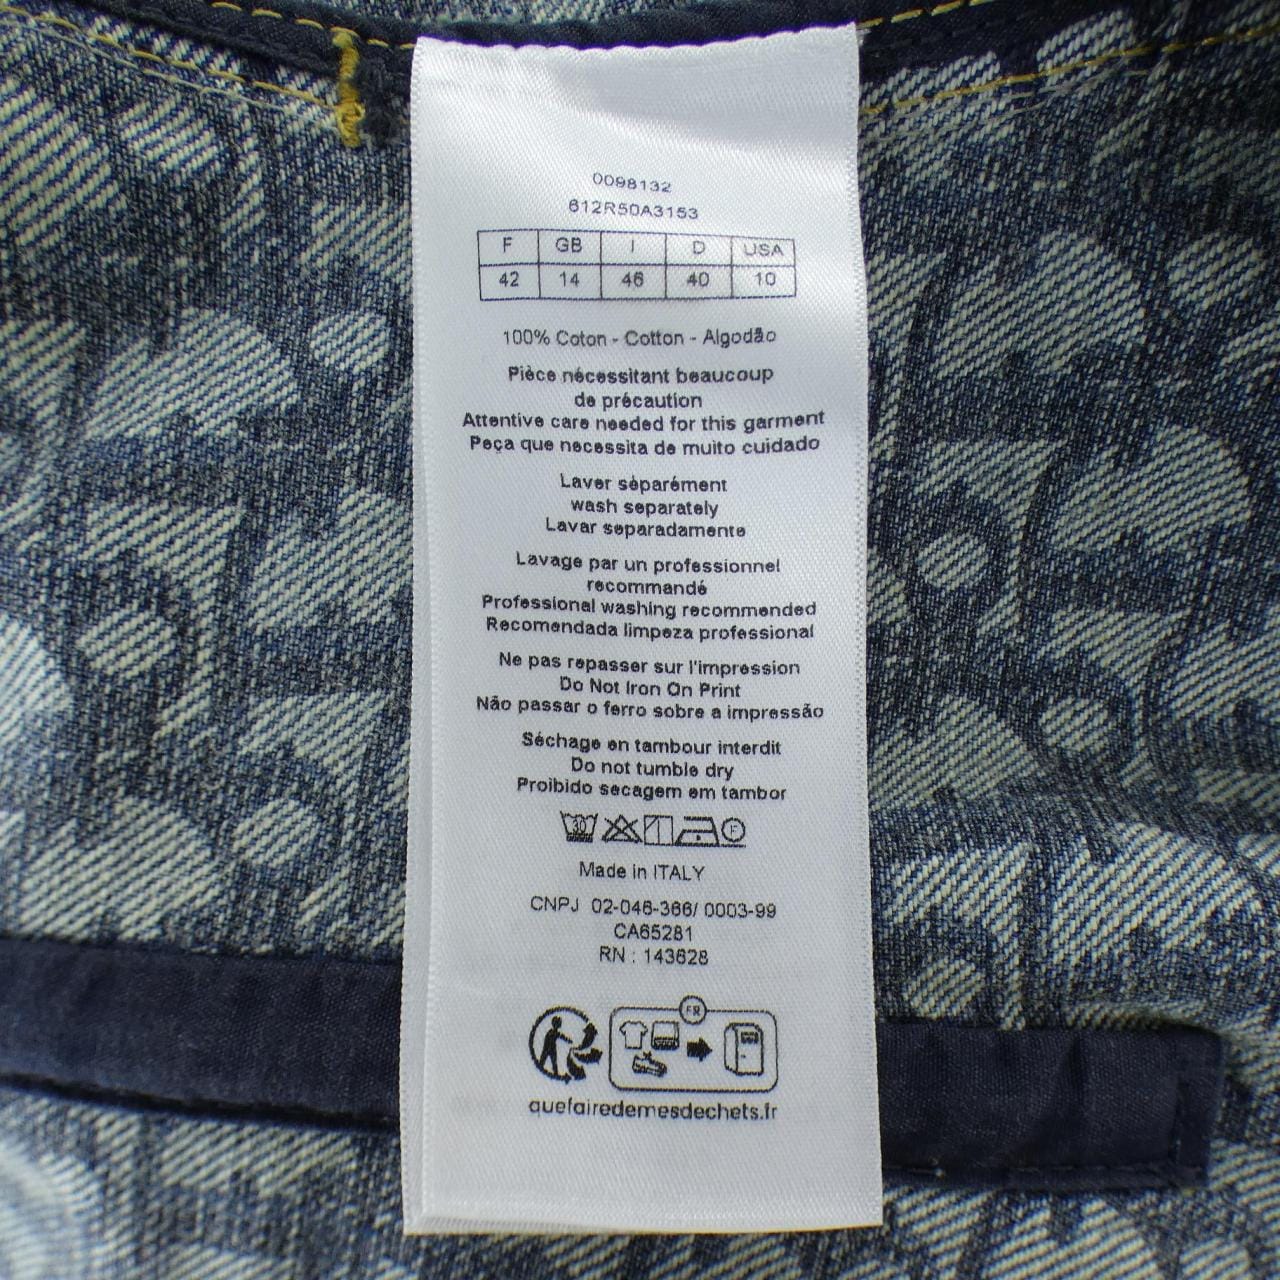 0098132
612R50A3153
F GB I D USA
42 14 46 40 10
100% Coton - Cotton - Algodão
Pièce nécessitant beaucoup
de précaution
Attentive care needed for this garment
Peça que necessita de muito cuidado
Laver séparément
wash separately
Lavar separadamente
Lavage par un professionnel
recommandé
Professional washing recommended
Recomendada limpeza professional
Ne pas repasser sur l'impression
Do Not Iron On Print
Não passar o ferro sobre a impressão
Séchage en tambour interdit
Do not tumble dry
Proibido secagem em tambor
30 F
Made in ITALY
CNPJ 02-046-366/ 0003-99
CA65281
RN : 143628
FR
quefairedemesdechets.fr